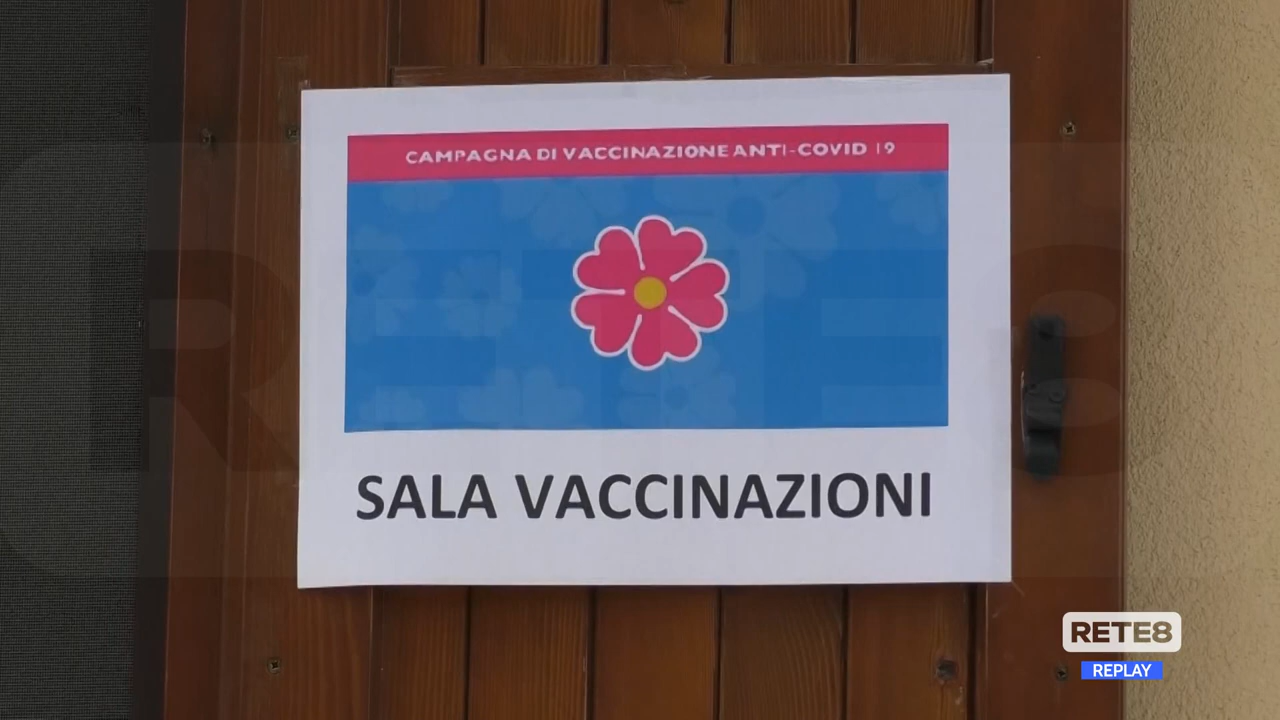 CAMPAGNA DI VACCINAZIONE ANTI-COVID 19
SALA VACCINAZIONI
RETE8
REPLAY